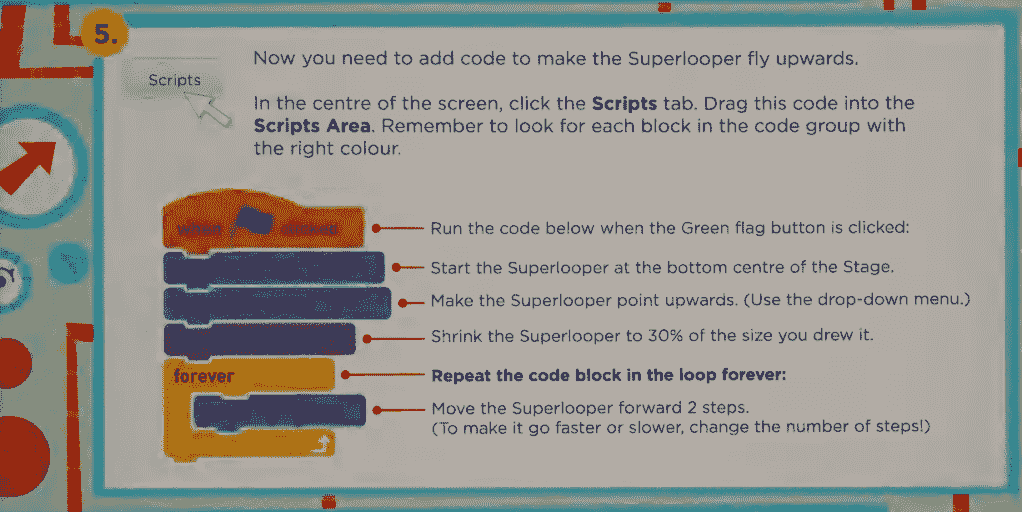 5.
Scripts
Now you need to add code to make the Superlooper fly upwards.
In the centre of the screen, click the Scripts tab. Drag this code into the
Scripts Area. Remember to look for each block in the code group with
the right colour.
when clicked
Run the code below when the Green flag button is clicked:
Start the Superlooper at the bottom centre of the Stage.
Make the Superlooper point upwards. (Use the drop-down menu.)
Shrink the Superlooper to 30% of the size you drew it.
forever
Repeat the code block in the loop forever:
Move the Superlooper forward 2 steps.
(To make it go faster or slower, change the number of steps!)